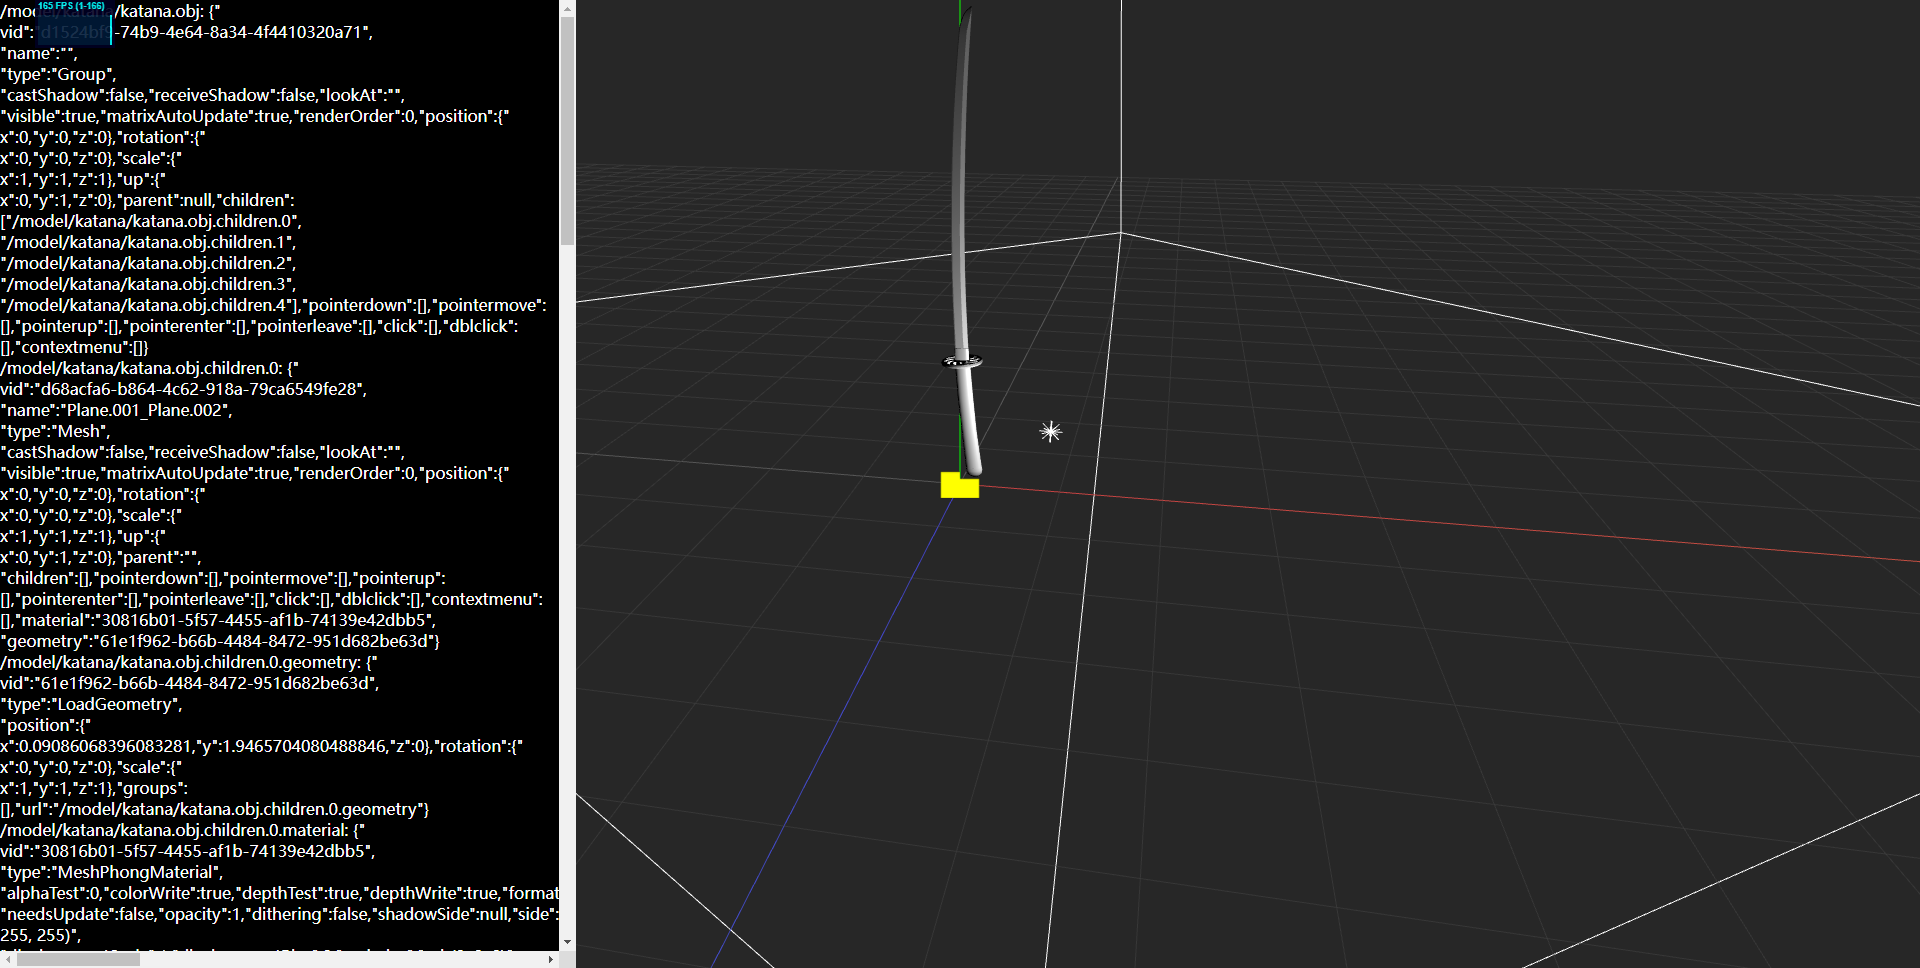 165 FPS (1-166)
/model/katana/katana.obj: {"
vid":"d1524bf9-74b9-4e64-8a34-4f4410320a71",
"name":"",
"type":"Group",
"castShadow":false,"receiveShadow":false,"lookAt":"",
"visible":true,"matrixAutoUpdate":true,"renderOrder":0,"position":{"
x":0,"y":0,"z":0},"rotation":{"
x":0,"y":0,"z":0},"scale":{"
x":1,"y":1,"z":1},"up":{"
x":0,"y":1,"z":0},"parent":null,"children":
["/model/katana/katana.obj.children.0",
"/model/katana/katana.obj.children.1",
"/model/katana/katana.obj.children.2",
"/model/katana/katana.obj.children.3",
"/model/katana/katana.obj.children.4"],"pointerdown":[],"pointermove":
[],"pointerup":[],"pointerenter":[],"pointerleave":[],"click":[],"dblclick":
[],"contextmenu":[]}
/model/katana/katana.obj.children.0: {"
vid":"d68acfa6-b864-4c62-918a-79ca6549fe28",
"name":"Plane.001_Plane.002",
"type":"Mesh",
"castShadow":false,"receiveShadow":false,"lookAt":"",
"visible":true,"matrixAutoUpdate":true,"renderOrder":0,"position":{"
x":0,"y":0,"z":0},"rotation":{"
x":0,"y":0,"z":0},"scale":{"
x":1,"y":1,"z":1},"up":{"
x":0,"y":1,"z":0},"parent":"",
"children":[],"pointerdown":[],"pointermove":[],"pointerup":
[],"pointerenter":[],"pointerleave":[],"click":[],"dblclick":[],"contextmenu":
[],"material":"30816b01-5f57-4455-af1b-74139e42dbb5",
"geometry":"61e1f962-b66b-4484-8472-951d682be63d"}
/model/katana/katana.obj.children.0.geometry: {"
vid":"61e1f962-b66b-4484-8472-951d682be63d",
"type":"LoadGeometry",
"position":{"
x":0.09086068396083281,"y":1.9465704080488846,"z":0},"rotation":{"
x":0,"y":0,"z":0},"scale":{"
x":1,"y":1,"z":1},"groups":
[],"url":"/model/katana/katana.obj.children.0.geometry"}
/model/katana/katana.obj.children.0.material: {"
vid":"30816b01-5f57-4455-af1b-74139e42dbb5",
"type":"MeshPhongMaterial",
"alphaTest":0,"colorWrite":true,"depthTest":true,"depthWrite":true,"format
"needsUpdate":false,"opacity":1,"dithering":false,"shadowSide":null,"side":
255, 255)",